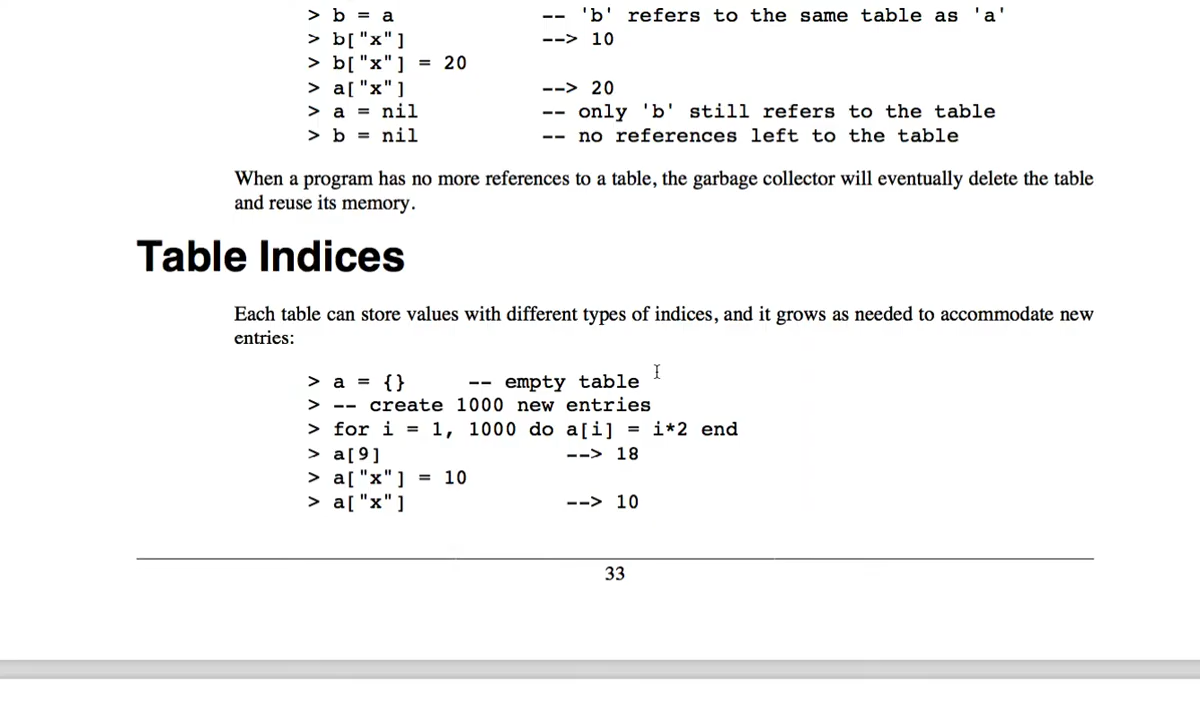 > b = a -- 'b' refers to the same table as 'a'
> b["x"] --> 10
> b["x"] = 20
> a["x"] --> 20
> a = nil -- only 'b' still refers to the table
> b = nil -- no references left to the table
When a program has no more references to a table, the garbage collector will eventually delete the table
and reuse its memory.
Table Indices
Each table can store values with different types of indices, and it grows as needed to accommodate new
entries:
> a = {} -- empty table
> -- create 1000 new entries
> for i = 1, 1000 do a[i] = i*2 end
> a[9] --> 18
> a["x"] = 10
> a["x"] --> 10
33